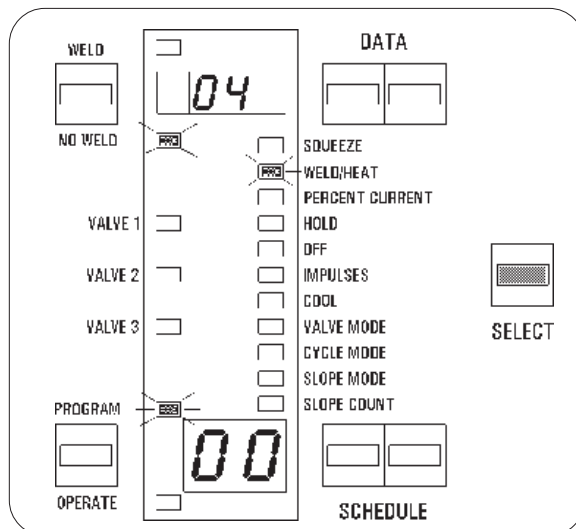 WELD
DATA
04
NO WELD
SQUEEZE
WELD/HEAT
PERCENT CURRENT
VALVE 1
HOLD
OFF
VALVE 2
IMPULSES
COOL
VALVE 3
VALVE MODE
SELECT
CYCLE MODE
SLOPE MODE
PROGRAM
SLOPE COUNT
00
OPERATE
SCHEDULE